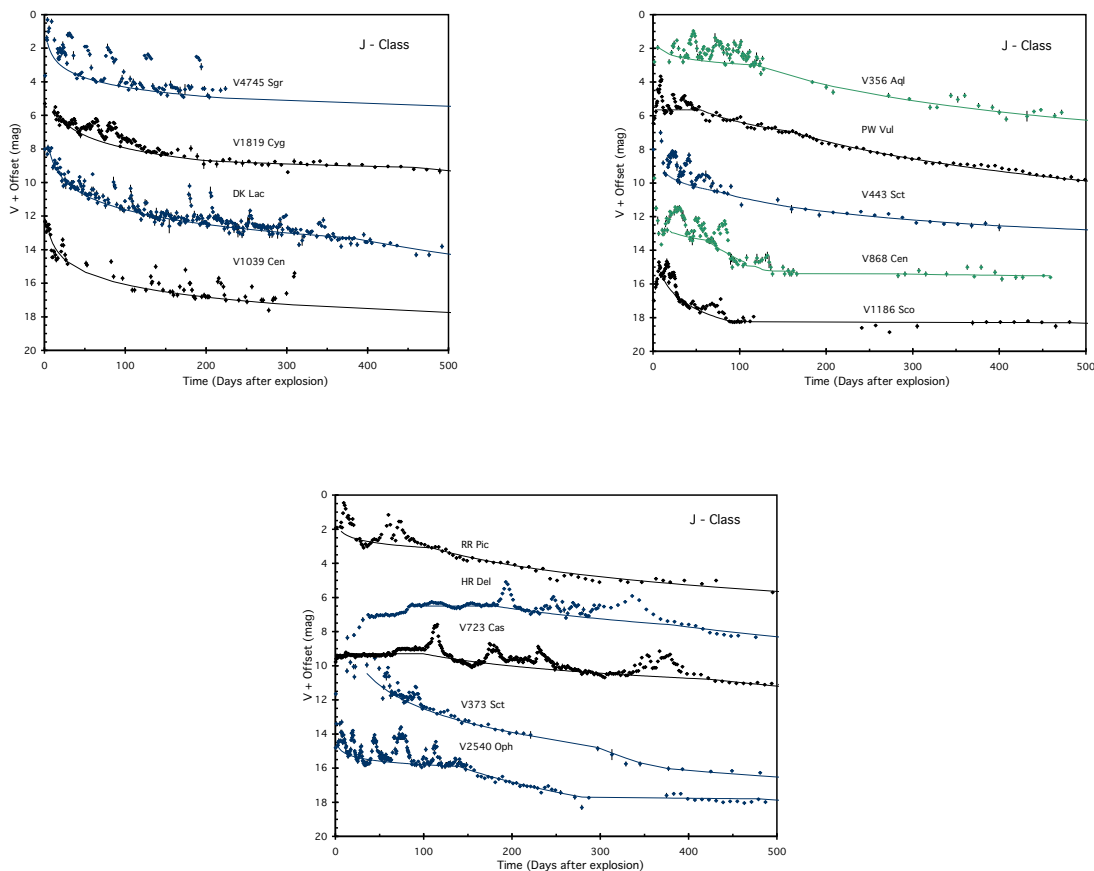 J - Class
V4745 Sgr
V1819 Cyg
DK Lac
V1039 Cen
0
2
4
6
8
10
12
14
16
18
20
V + Offset (mag)
0 100 200 300 400 500
Time (Days after explosion)
J - Class
V356 Aql
PW Vul
V443 Sct
V868 Cen
V1186 Sco
0
2
4
6
8
10
12
14
16
18
20
V + Offset (mag)
0 100 200 300 400 500
Time (Days after explosion)
J - Class
RR Pic
HR Del
V723 Cas
V373 Sct
V2540 Oph
0
2
4
6
8
10
12
14
16
18
20
V + Offset (mag)
0 100 200 300 400 500
Time (Days after explosion)